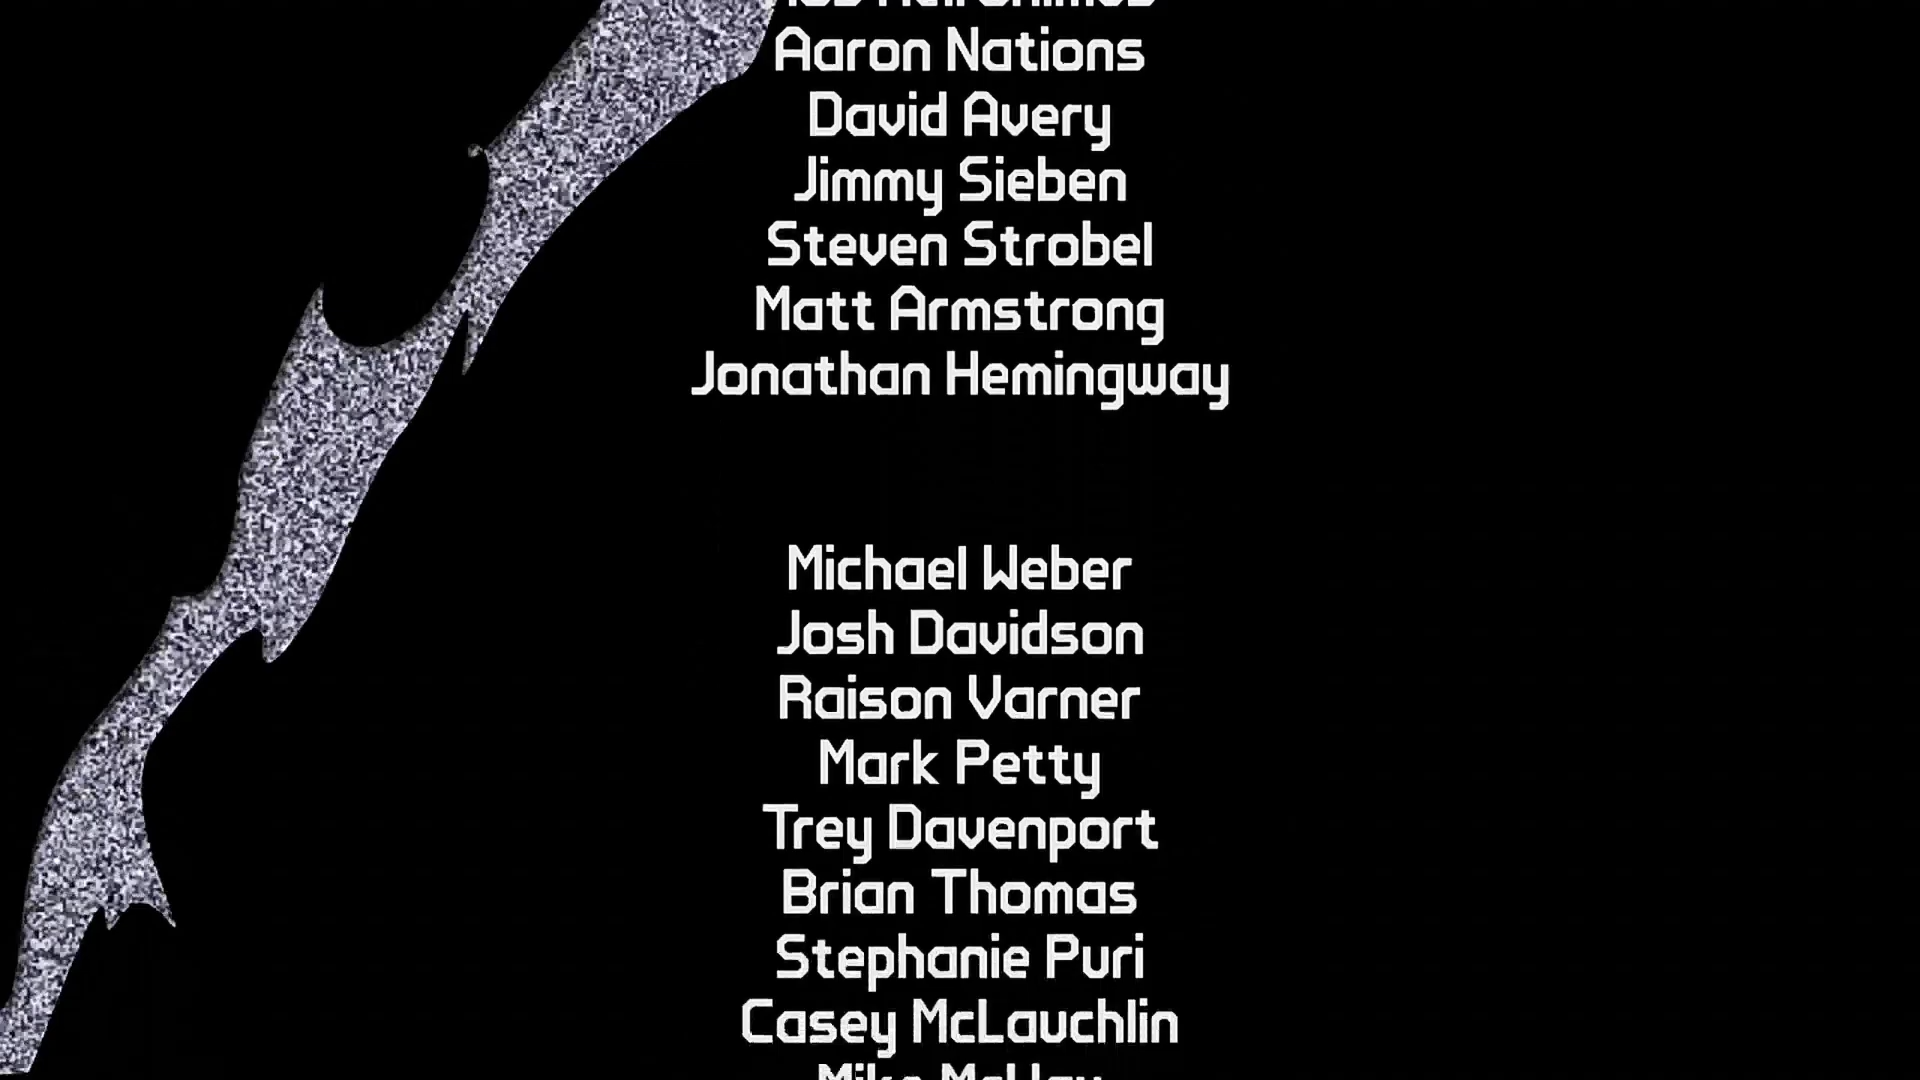 Aaron Nations
David Avery
Jimmy Sieben
Steven Strobel
Matt Armstrong
Jonathan Hemingway
Michael Weber
Josh Davidson
Raison Varner
Mark Petty
Trey Davenport
Brian Thomas
Stephanie Puri
Casey McLauchlin
Mike